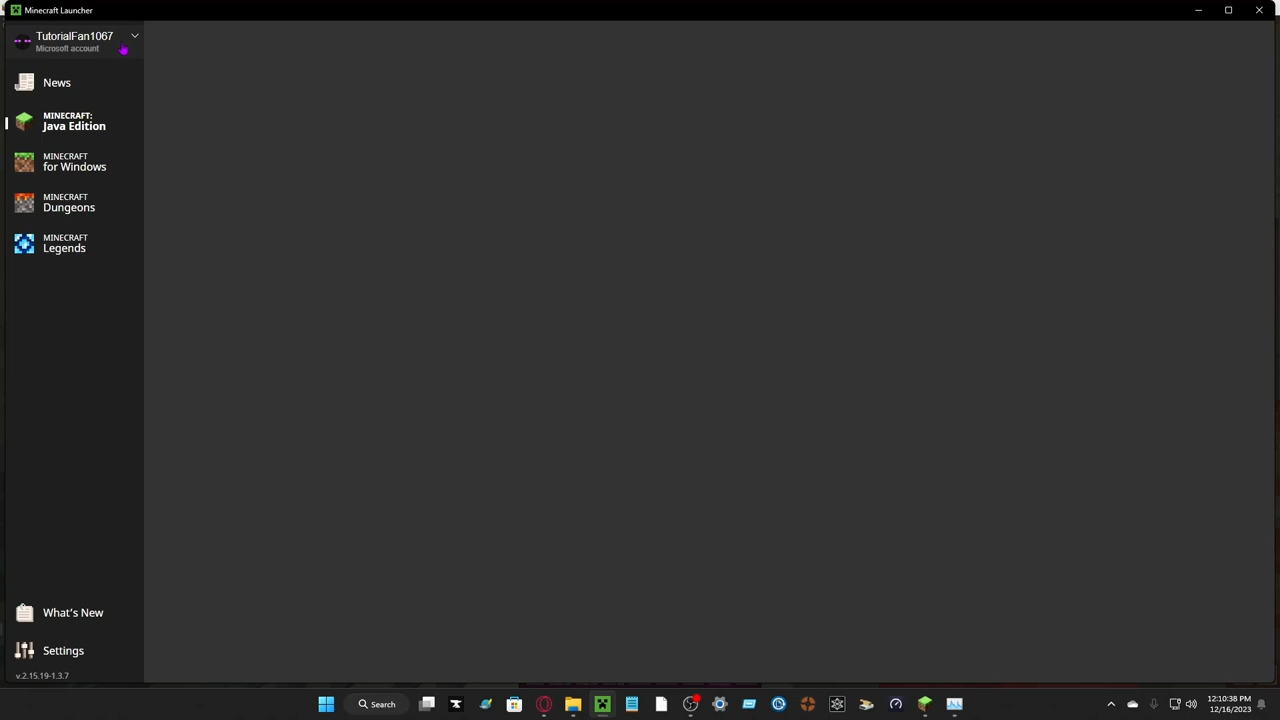 Minecraft Launcher
TutorialFan1067
Microsoft account
News
MINECRAFT:
Java Edition
MINECRAFT
for Windows
MINECRAFT
Dungeons
MINECRAFT
Legends
What's New
Settings
v.2.15.19-1.3.7
Search
12:10:38 PM
12/16/2023